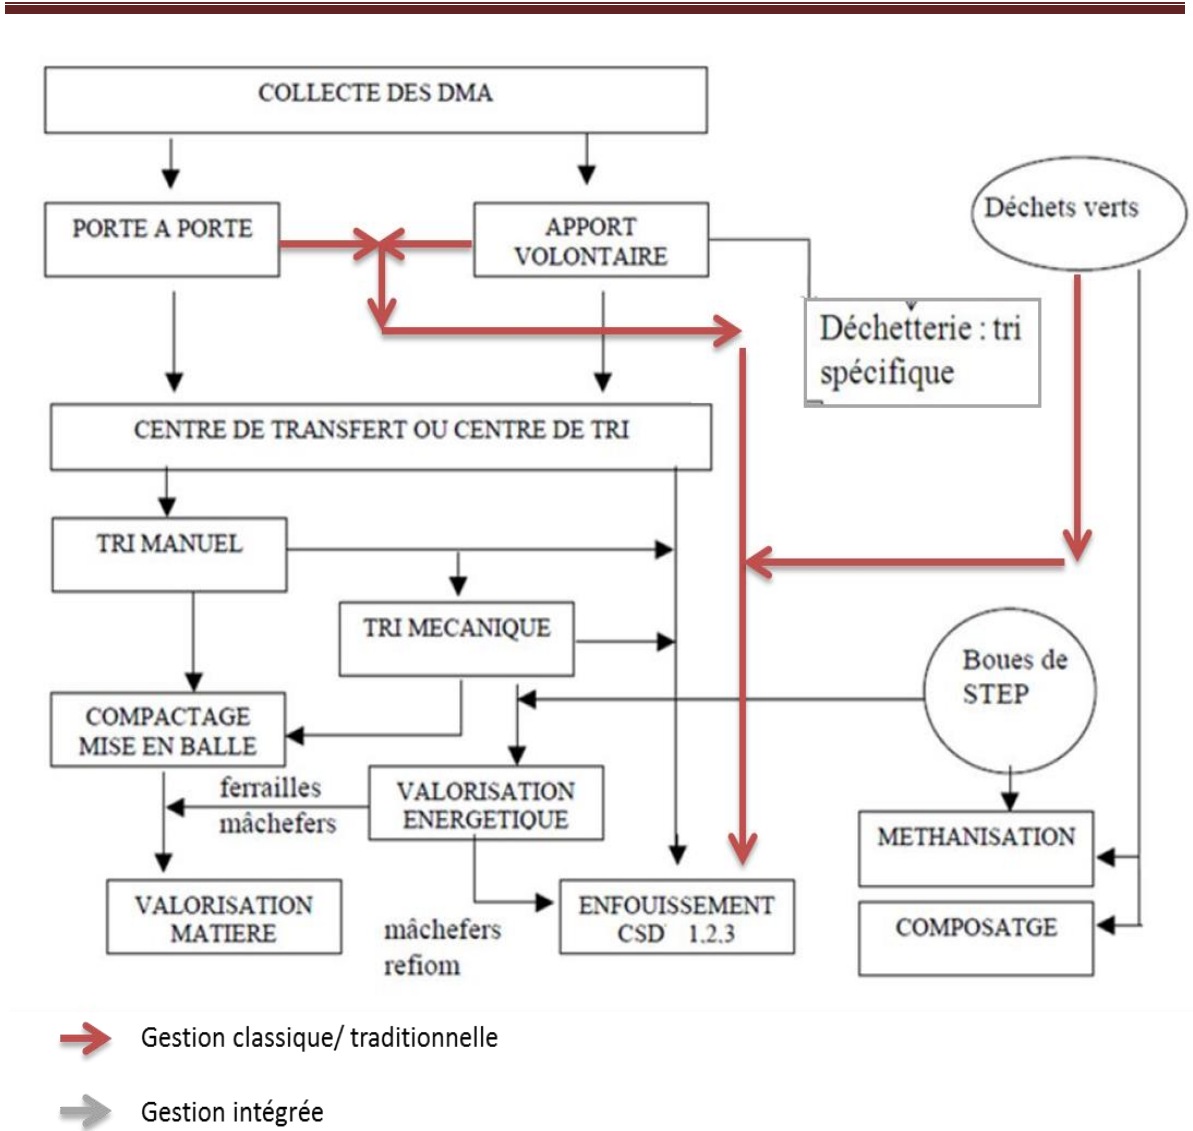 COLLECTE DES DMA
PORTE A PORTE
APPORT
VOLONTAIRE
Déchets verts
Déchetterie : tri
spécifique
CENTRE DE TRANSFERT OU CENTRE DE TRI
TRI MANUEL
TRI MECANIQUE
Boues de
STEP
COMPACTAGE
MISE EN BALLE
ferrailles
mâchefers
VALORISATION
ENERGETIQUE
METHANISATION
VALORISATION
MATIERE
mâchefers
refiom
ENFOUISSEMENT
CSD 1.2.3
COMPOSATGE
Gestion classique/ traditionnelle
Gestion intégrée